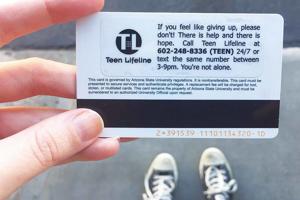 TL
Teen Lifeline
If you feel like giving up, please
don't! There is help and there is
hope. Call Teen Lifeline at
602-248-8336 (TEEN) 24/7 or
text the same number between
3-9pm. You're not alone.
This card is governed by Arizona State University regulations. It is nontransferable. This card must be
presented to secure services and authenticate privileges. A replacement fee will be charged for lost,
stolen, or mutilated cards. This card remains the property of Arizona State University and must be
surrendered to an authorized University Official upon request.
2*391539 11101134320-1D